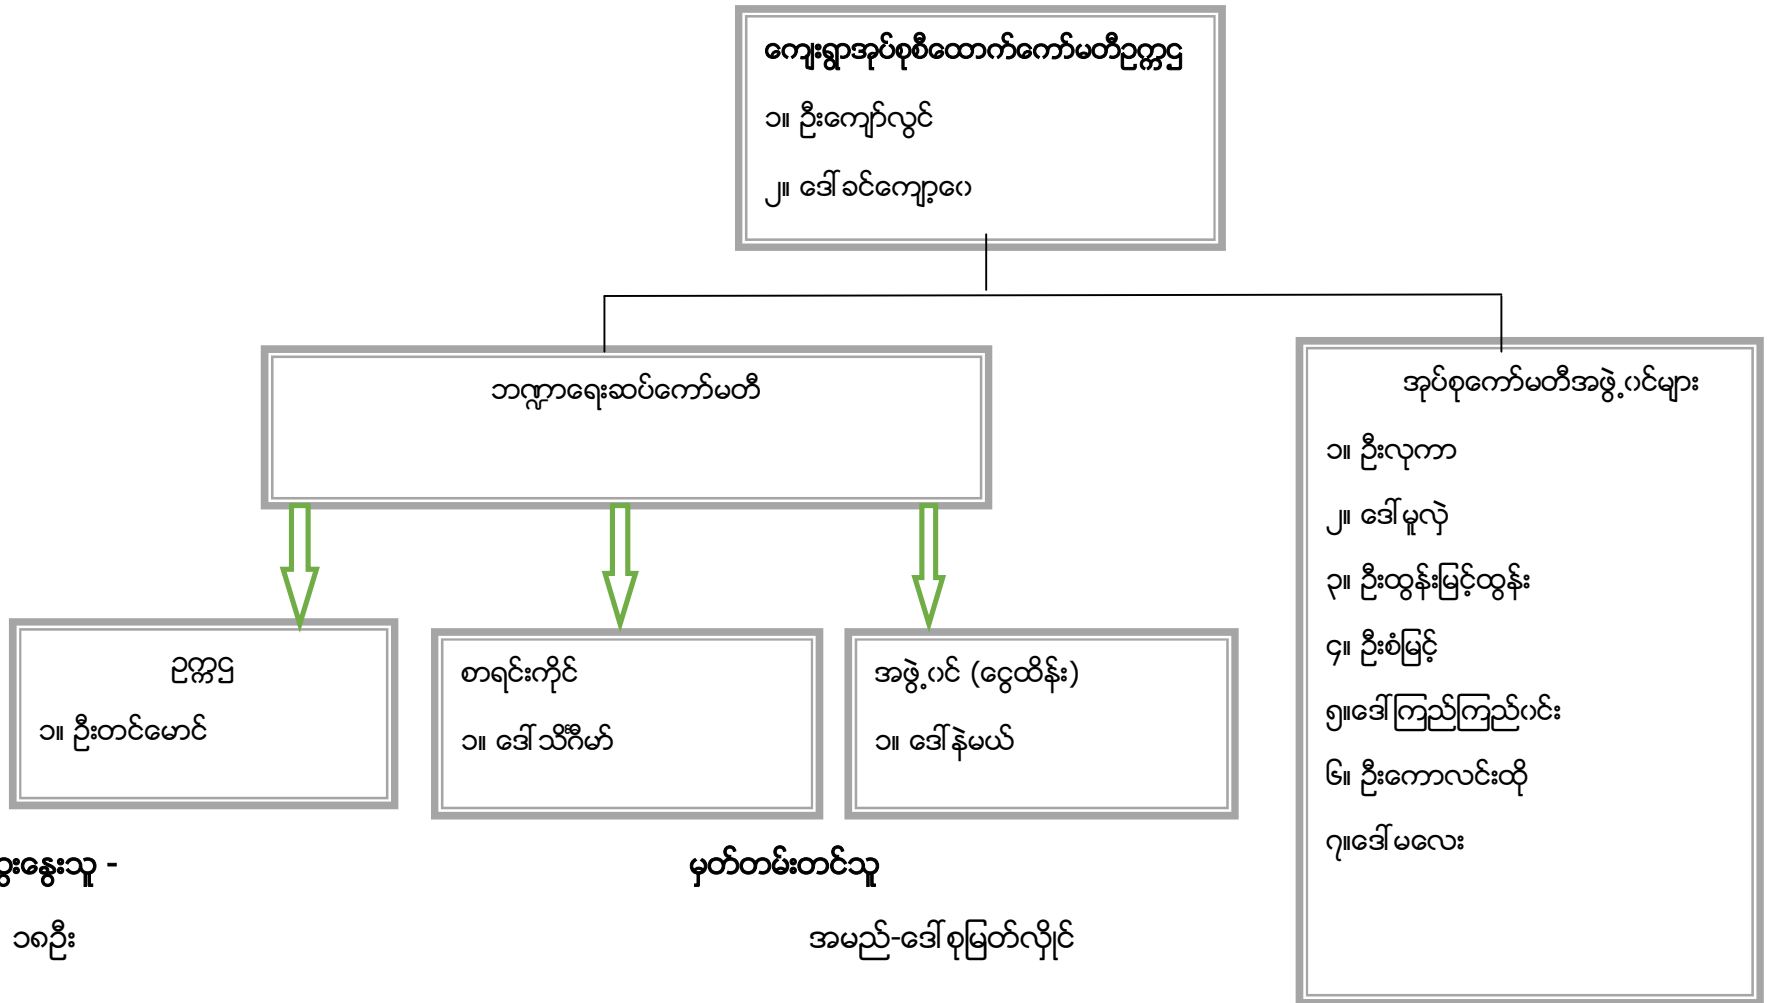 ကျေးရွာအုပ်စုစီထောက်ကော်မတီဥက္ကဌ
၁။ ဦးကျော်လွင်
၂။ ဒေါ်ခင်ကျော့ဝေ
ဘဏ္ဍာရေးဆပ်ကော်မတီ
အုပ်စုကော်မတီအဖွဲ့ဝင်များ
၁။ ဦးလုကာ
၂။ ဒေါ်မူလှဲ
၃။ ဦးထွန်းမြင့်ထွန်း
၄။ ဦးစံမြင့်
၅။ဒေါ်ကြည်ကြည်ဝင်း
၆။ ဦးကောလင်းထို
၇။ဒေါ်မလေး
ဥက္ကဌ
၁။ ဦးတင်မောင်
စာရင်းကိုင်
၁။ ဒေါ်သိင်္ဂီမာ်
အဖွဲ့ဝင် (ငွေထိန်း)
၁။ ဒေါ်နဲမယ်
နွေးသူ -
၁၈ဦး
မှတ်တမ်းတင်သူ
အမည်-ဒေါ်စုမြတ်လှိုင်